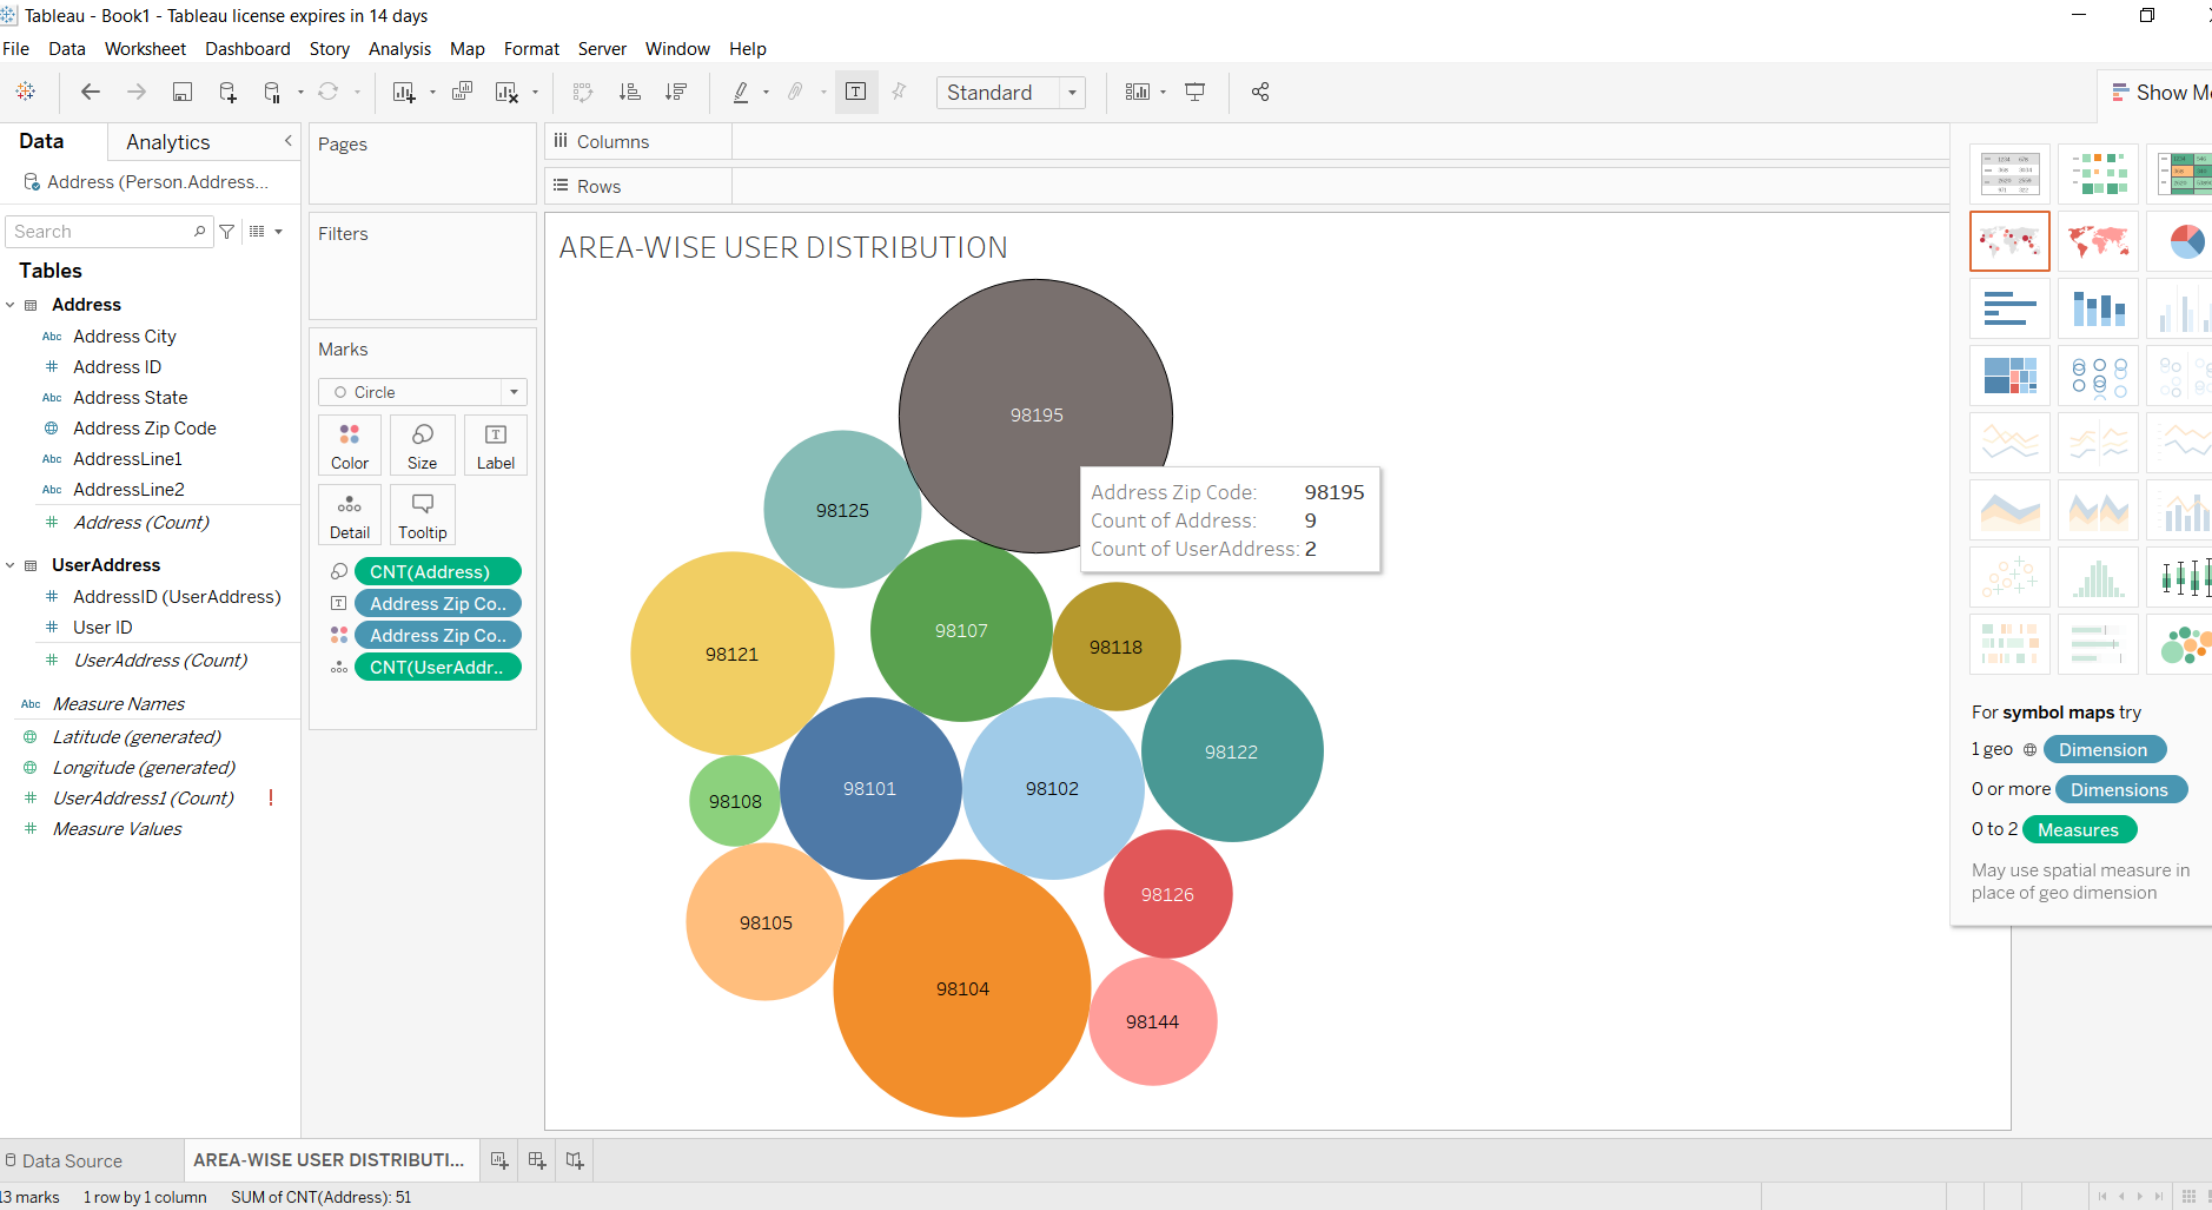 Tableau - Book1 - Tableau license expires in 14 days
File Data Worksheet Dashboard Story Analysis Map Format Server Window Help
Standard
Show Me
Data Analytics
Address (Person.Address...
Search
Tables
Address
Abc Address City
# Address ID
Abc Address State
Address Zip Code
Abc AddressLine1
Abc AddressLine2
# Address (Count)
UserAddress
# AddressID (UserAddress)
# User ID
# UserAddress (Count)
Abc Measure Names
Latitude (generated)
Longitude (generated)
# UserAddress1 (Count) !
# Measure Values
Pages
Filters
Marks
Circle
Color Size Label
Detail Tooltip
CNT(Address)
Address Zip Co..
Address Zip Co..
CNT(UserAddr..
Columns
Rows
AREA-WISE USER DISTRIBUTION
98195
98125
Address Zip Code: 98195
Count of Address: 9
Count of UserAddress: 2
98107
98118
98121
98122
98101
98102
98108
98126
98105
98104
98144
For symbol maps try
1 geo Dimension
0 or more Dimensions
0 to 2 Measures
May use spatial measure in
place of geo dimension
Data Source AREA-WISE USER DISTRIBUTI...
13 marks 1 row by 1 column SUM of CNT(Address): 51